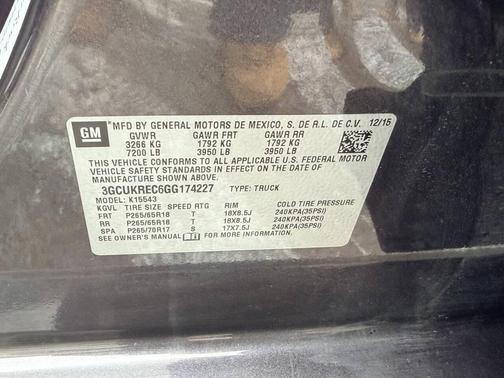 GM
MFD BY GENERAL MOTORS DE MEXICO, S. DE R.L. DE C.V. 12/15
GVWR GAWR FRT GAWR RR
3266 KG 1792 KG 1792 KG
7200 LB 3950 LB 3950 LB
THIS VEHICLE CONFORMS TO ALL APPLICABLE U.S. FEDERAL MOTOR
VEHICLE SAFETY STANDARDS IN EFFECT ON THE DATE OF
MANUFACTURE SHOWN ABOVE.
3GCUKREC6GG174227 TYPE: TRUCK
MODEL: K15543
KGVL TIRE SIZE SPEED RTG RIM COLD TIRE PRESSURE
FRT P265/65R18 T 18X8.5J 240KPA(35PSI)
RR P265/65R18 T 18X8.5J 240KPA(35PSI)
SPA P265/70R17 S 17X7.5J 240KPA(35PSI)
SEE OWNER'S MANUAL FOR MORE INFORMATION.